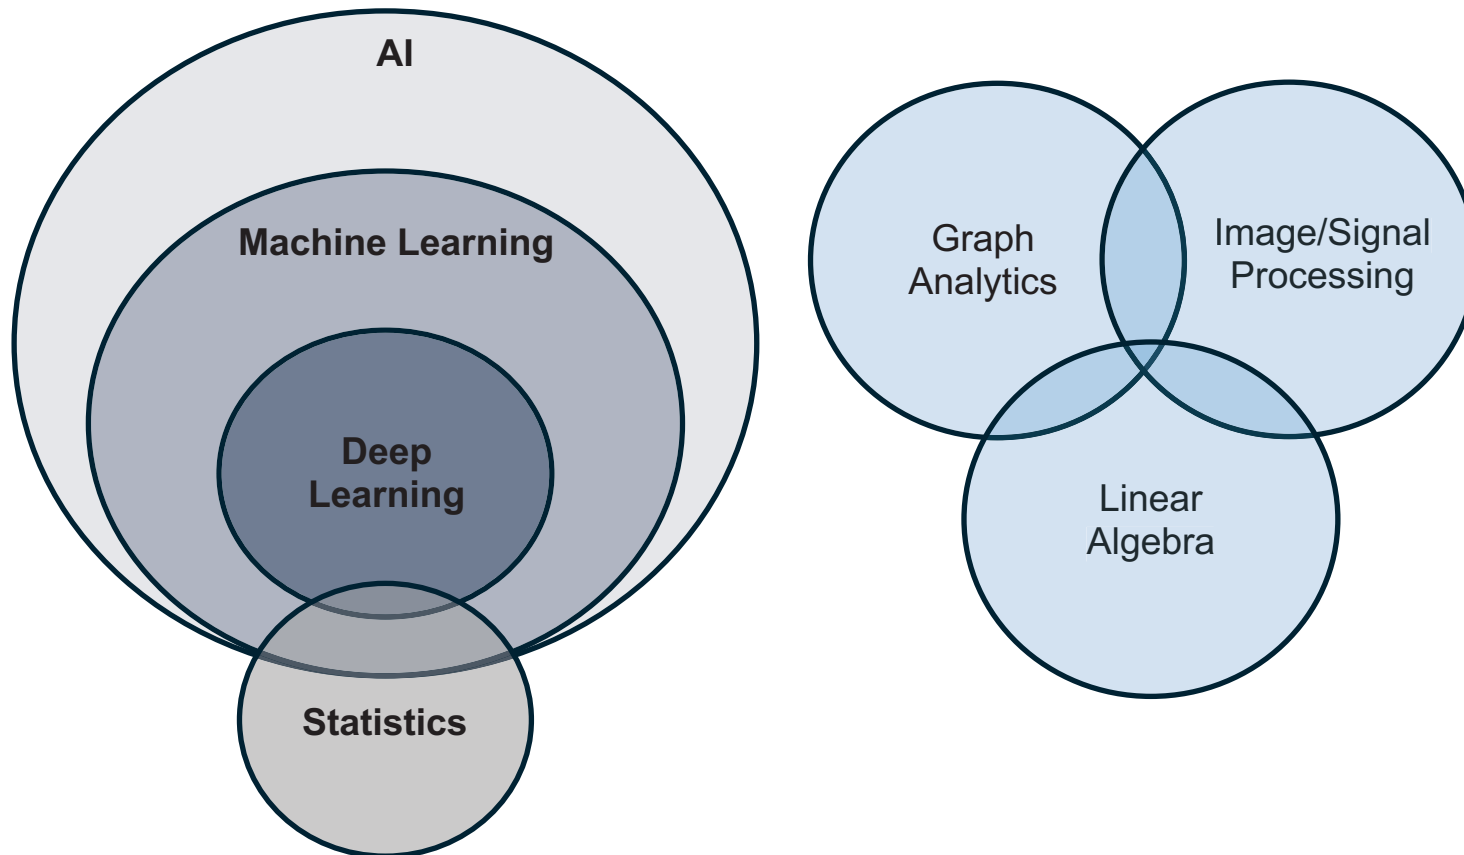 AI
Machine Learning
Deep
Learning
Statistics
Graph
Analytics
Image/Signal
Processing
Linear
Algebra